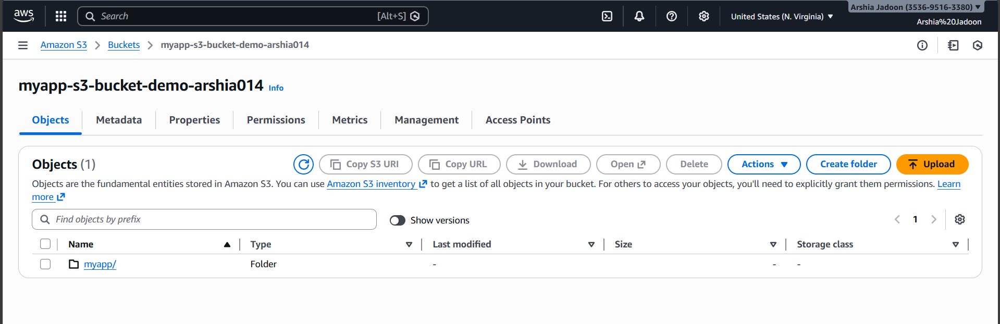 aws
Search [Alt+S]
United States (N. Virginia)
Arshia Jadoon (3536-9516-3380)
Arshia%20Jadoon
Amazon S3 Buckets myapp-s3-bucket-demo-arshia014
myapp-s3-bucket-demo-arshia014 Info
Objects Metadata Properties Permissions Metrics Management Access Points
Objects (1) Copy S3 URI Copy URL Download Open Delete Actions Create folder Upload
Objects are the fundamental entities stored in Amazon S3. You can use Amazon S3 inventory to get a list of all objects in your bucket. For others to access your objects, you'll need to explicitly grant them permissions. Learn
more
Find objects by prefix Show versions 1
Name Type Last modified Size Storage class
myapp/ Folder - - -